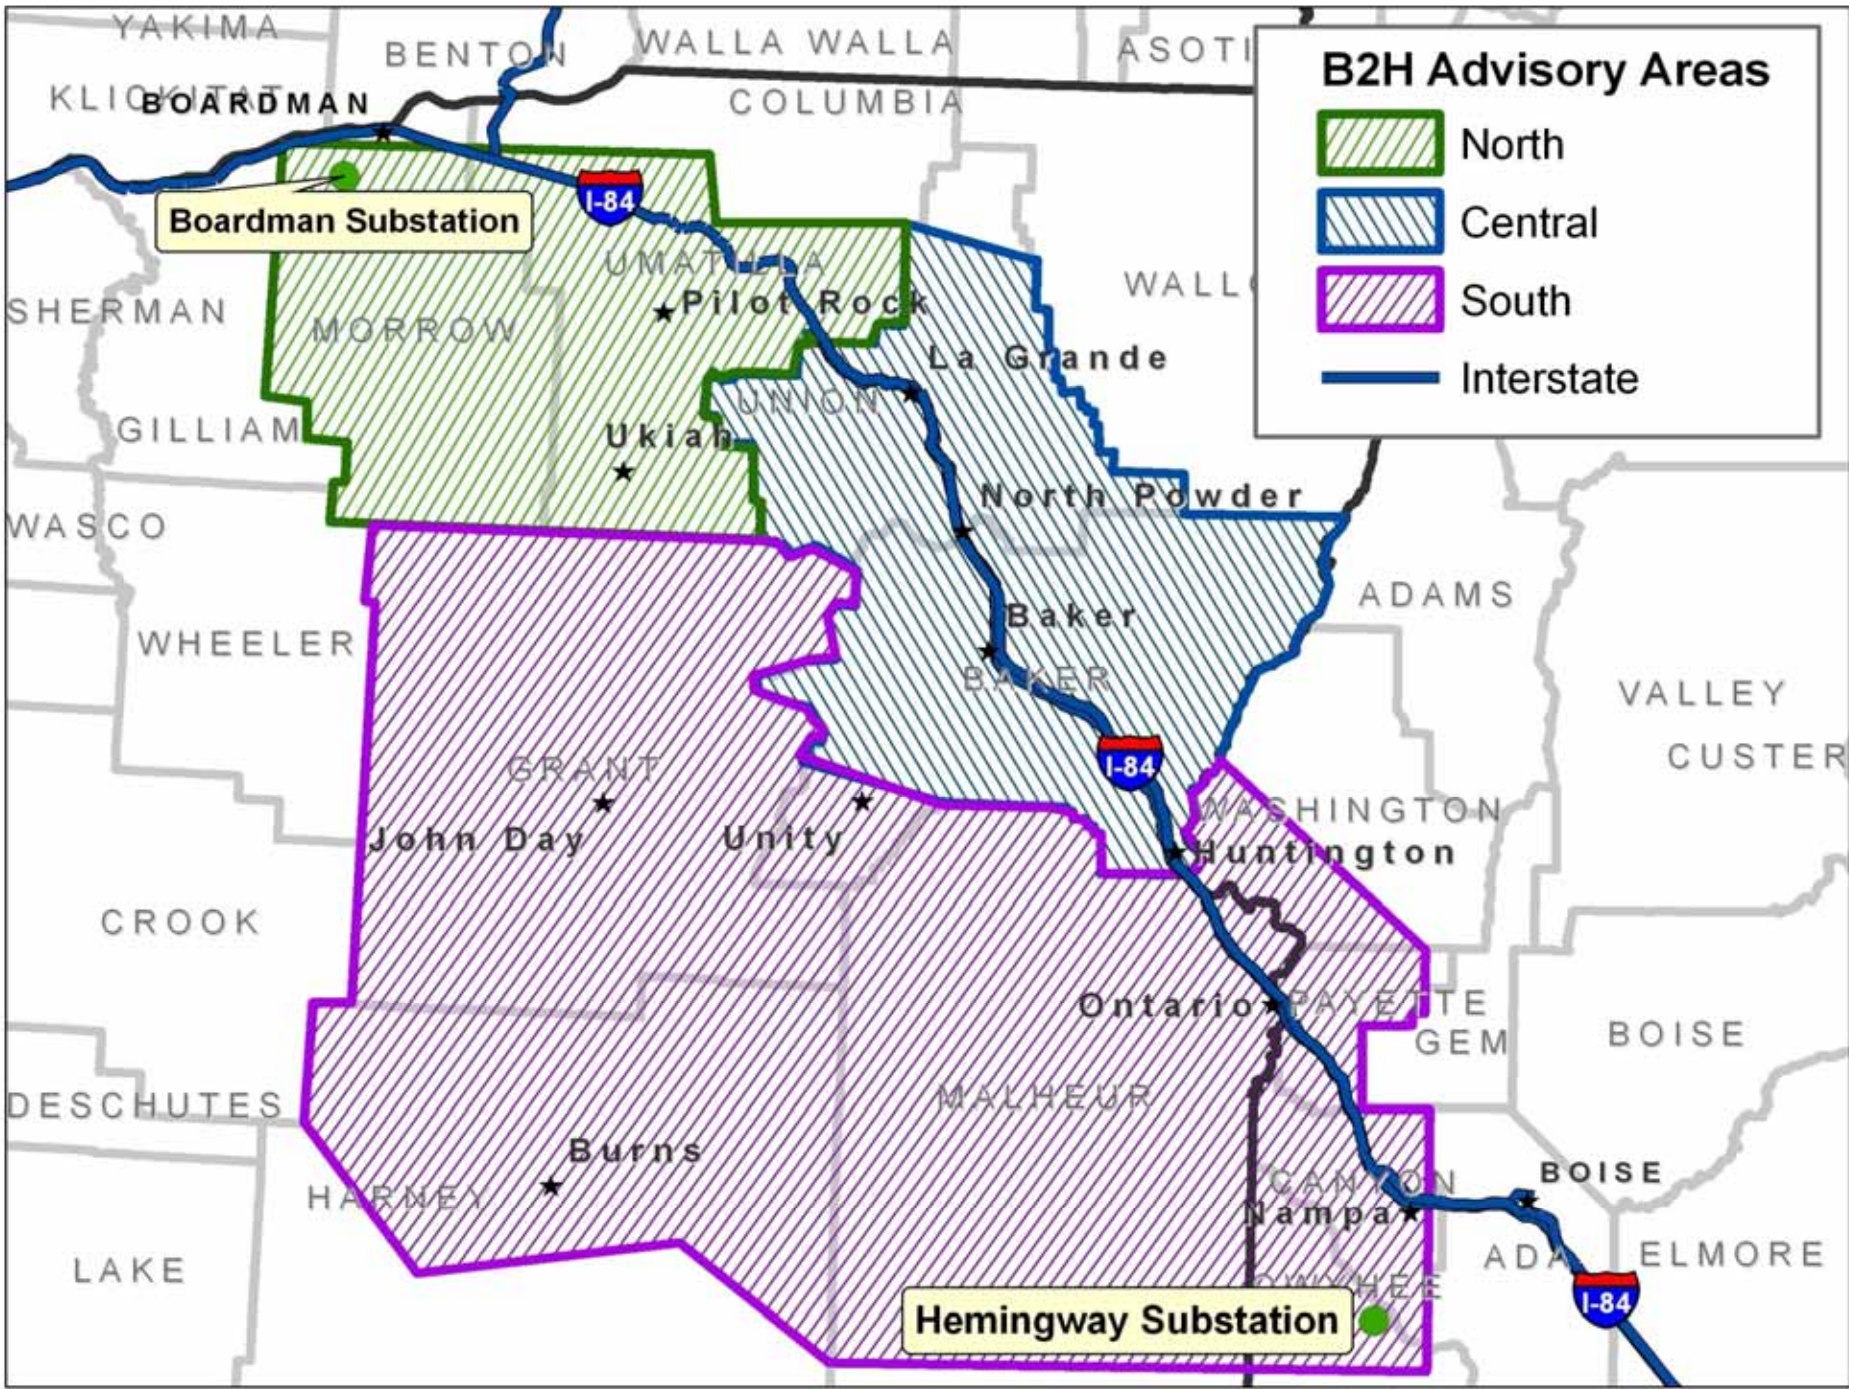 YAKIMA
BENTON
WALLA WALLA
ASOTI
B2H Advisory Areas
KLICKITAT
BOARDMAN
COLUMBIA
North
Boardman Substation
I-84
Central
UMATILLA
WALL
SHERMAN
MORROW
Pilot Rock
South
La Grande
Interstate
UNION
GILLIAM
Ukiah
North Powder
WASCO
ADAMS
WHEELER
Baker
BAKER
VALLEY
CUSTER
I-84
GRANT
WASHINGTON
John Day
Unity
Huntington
CROOK
Ontario
PAYETTE
GEM
BOISE
DESCHUTES
MALHEUR
Burns
HARNEY
CANYON
BOISE
Nampa
LAKE
ADA
ELMORE
OWYHEE
Hemingway Substation
I-84